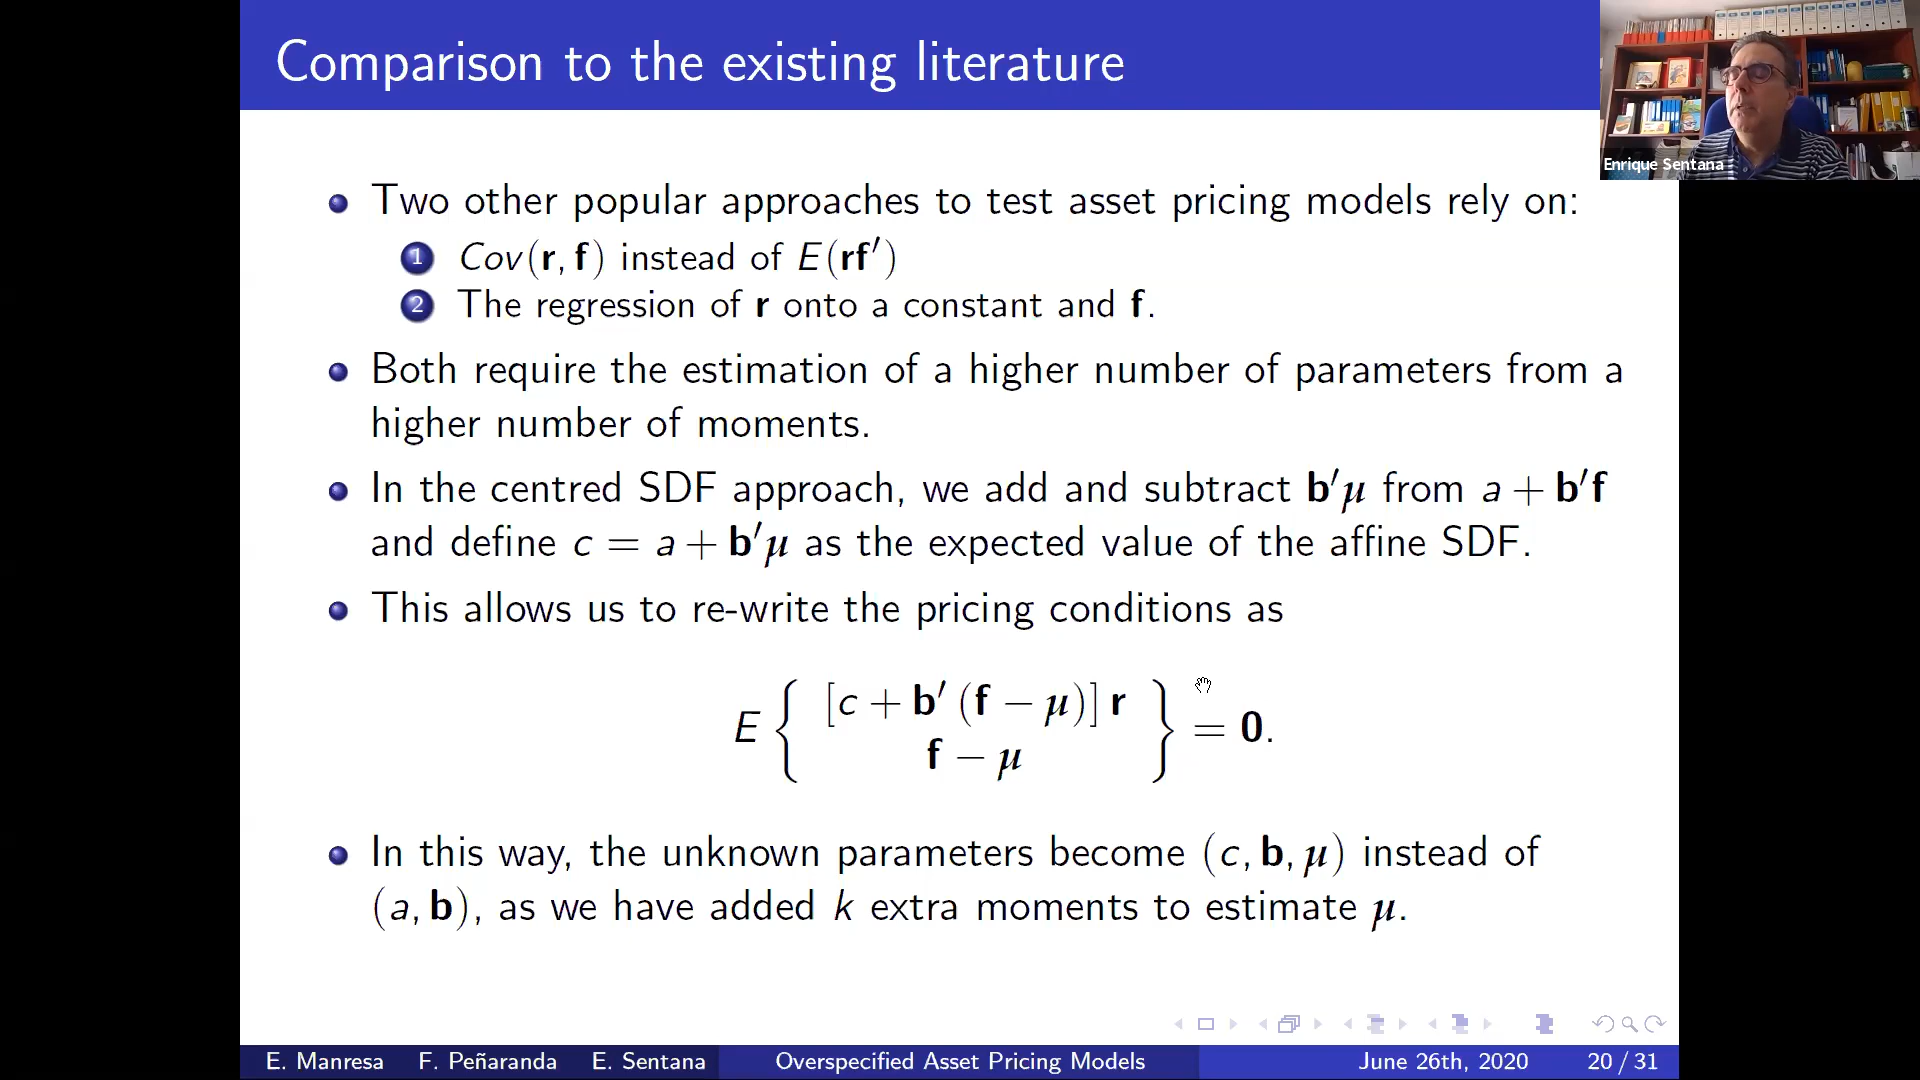 Comparison to the existing literature
Enrique Sentana
Two other popular approaches to test asset pricing models rely on:
1 Cov(r, f) instead of E(rf′)
2 The regression of r onto a constant and f.
Both require the estimation of a higher number of parameters from a
higher number of moments.
In the centred SDF approach, we add and subtract b′μ from a + b′f
and define c = a + b′μ as the expected value of the affine SDF.
This allows us to re-write the pricing conditions as
E { [c + b′ (f − μ)] r
f − μ } = 0.
In this way, the unknown parameters become (c, b, μ) instead of
(a, b), as we have added k extra moments to estimate μ.
E. Manresa F. Peñaranda E. Sentana Overspecified Asset Pricing Models June 26th, 2020 20 / 31